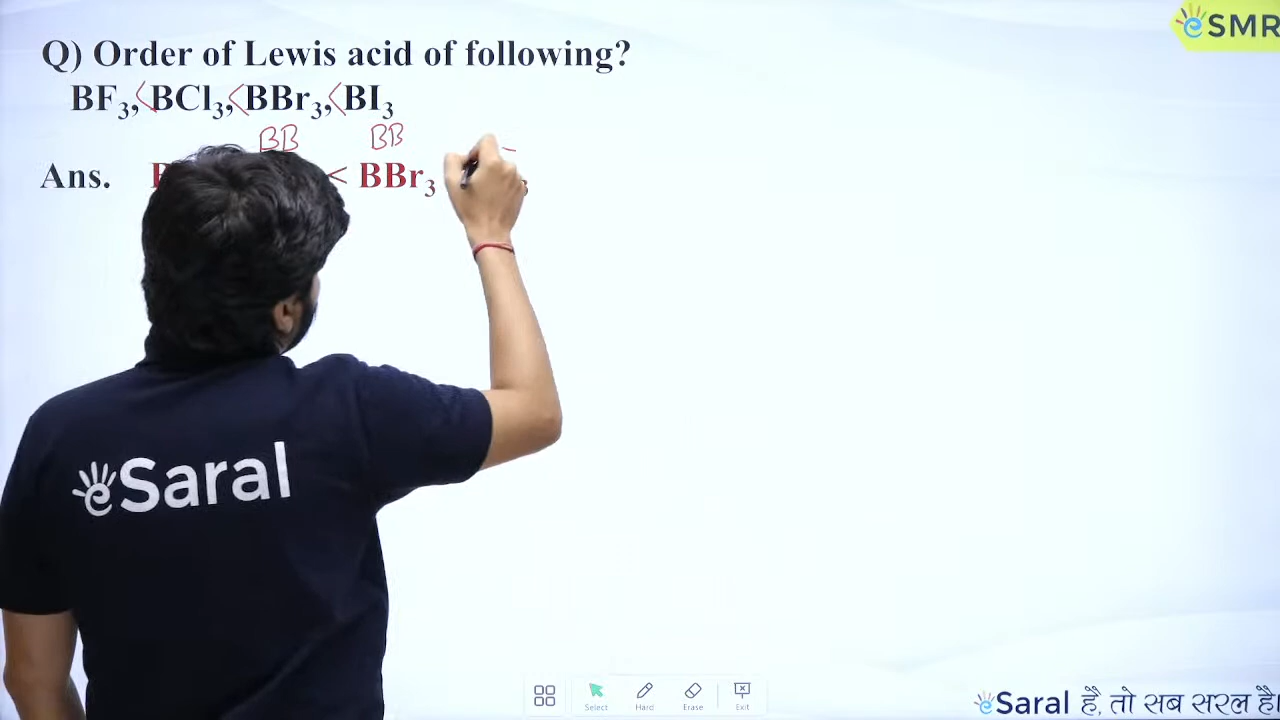 eSMR
Q) Order of Lewis acid of following?
BF3,< BCl3,< BBr3,< BI3
BB BB
Ans. < BBr3
eSaral
Select Hard Erase Exit
eSaral है, तो सब सरल है।